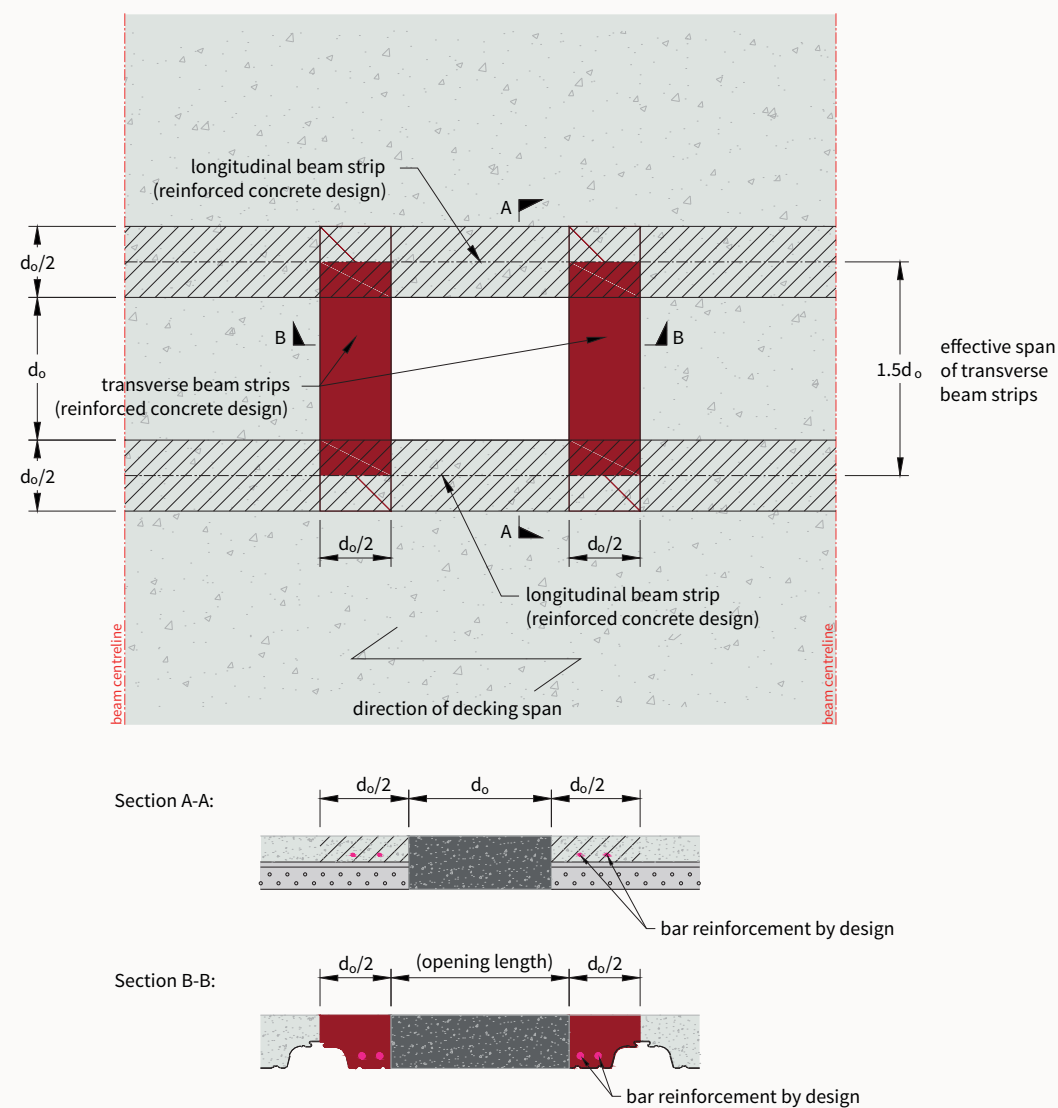 longitudinal beam strip
(reinforced concrete design)
A
dₒ/2
B
B
dₒ
transverse beam strips
(reinforced concrete design)
1.5dₒ
effective span
of transverse
beam strips
dₒ/2
A
dₒ/2
dₒ/2
longitudinal beam strip
(reinforced concrete design)
beam centreline
beam centreline
direction of decking span
Section A-A:
dₒ/2
dₒ
dₒ/2
bar reinforcement by design
Section B-B:
dₒ/2
(opening length)
dₒ/2
bar reinforcement by design